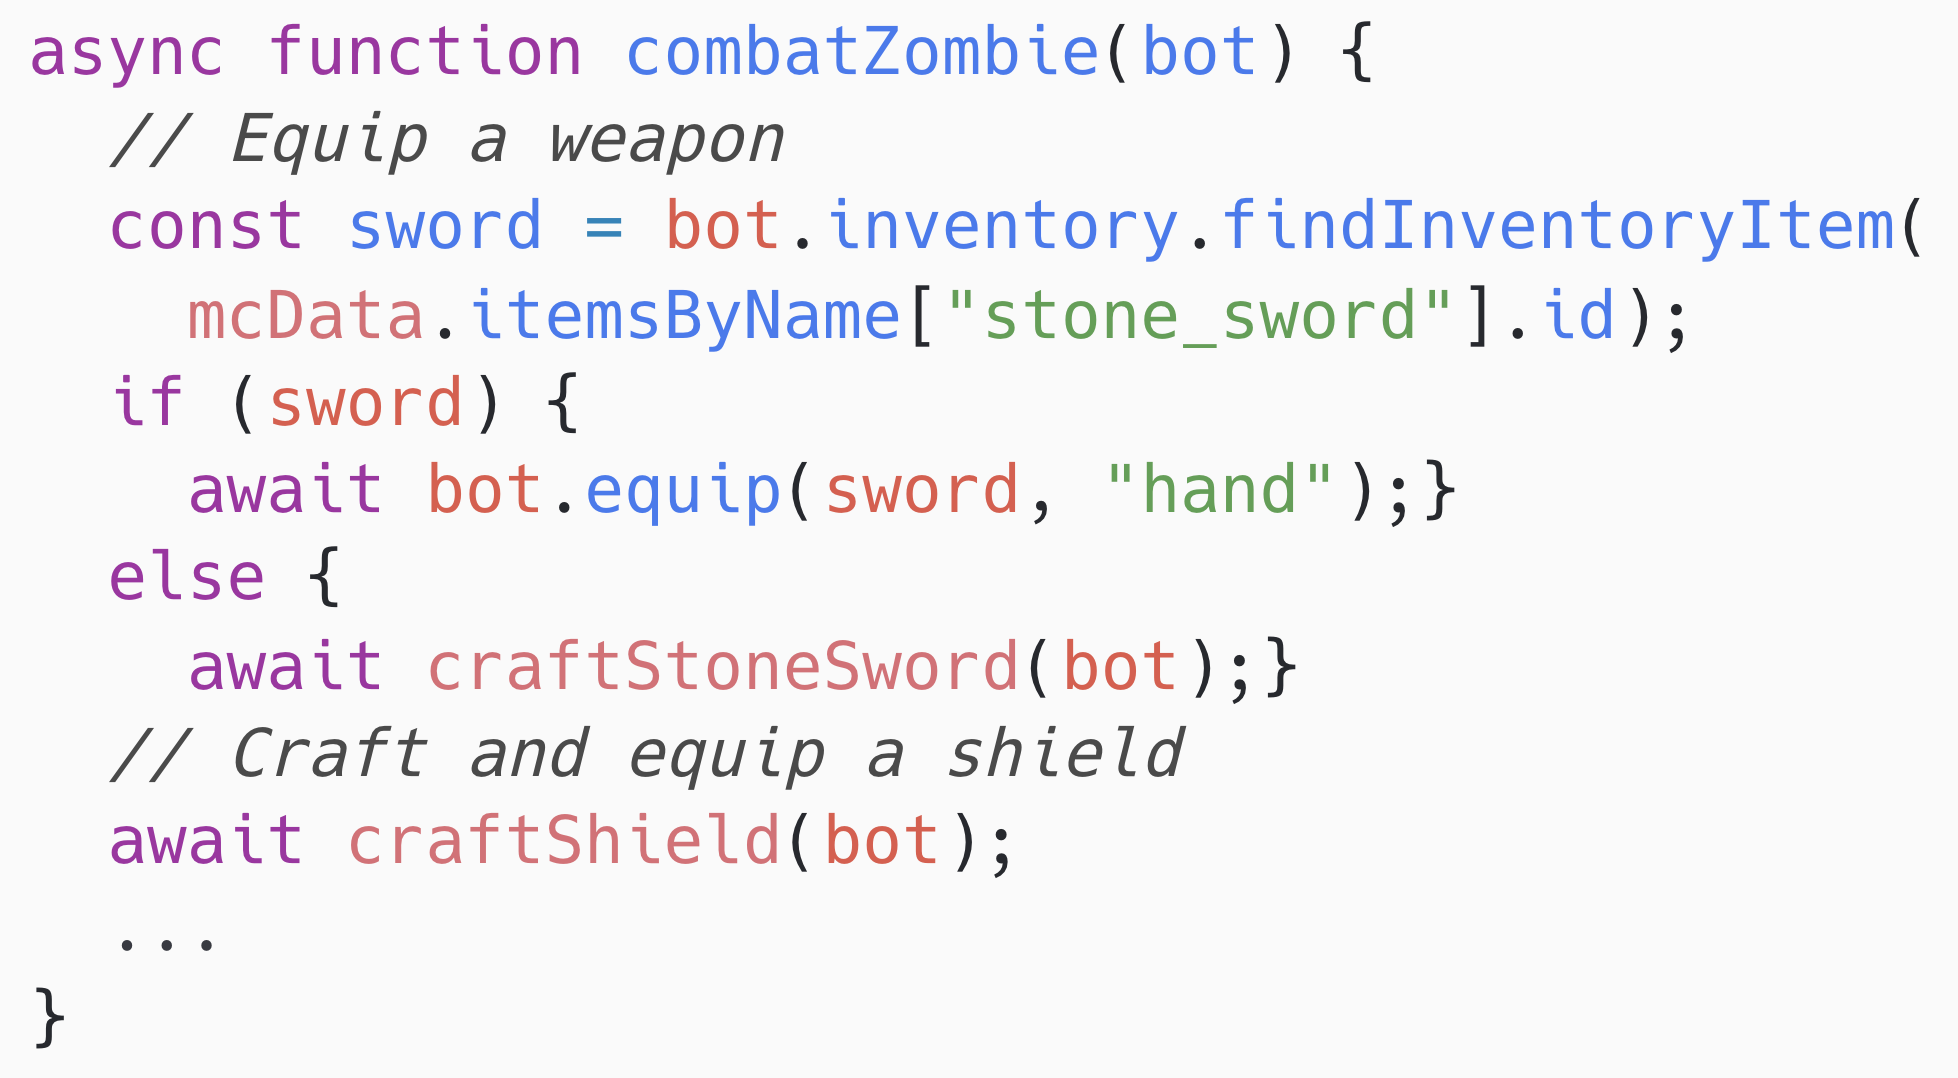 async function combatZombie(bot) {
  // Equip a weapon
  const sword = bot.inventory.findInventoryItem(
    mcData.itemsByName["stone_sword"].id);
  if (sword) {
    await bot.equip(sword, "hand");}
  else {
    await craftStoneSword(bot);}
  // Craft and equip a shield
  await craftShield(bot);
  ...
}